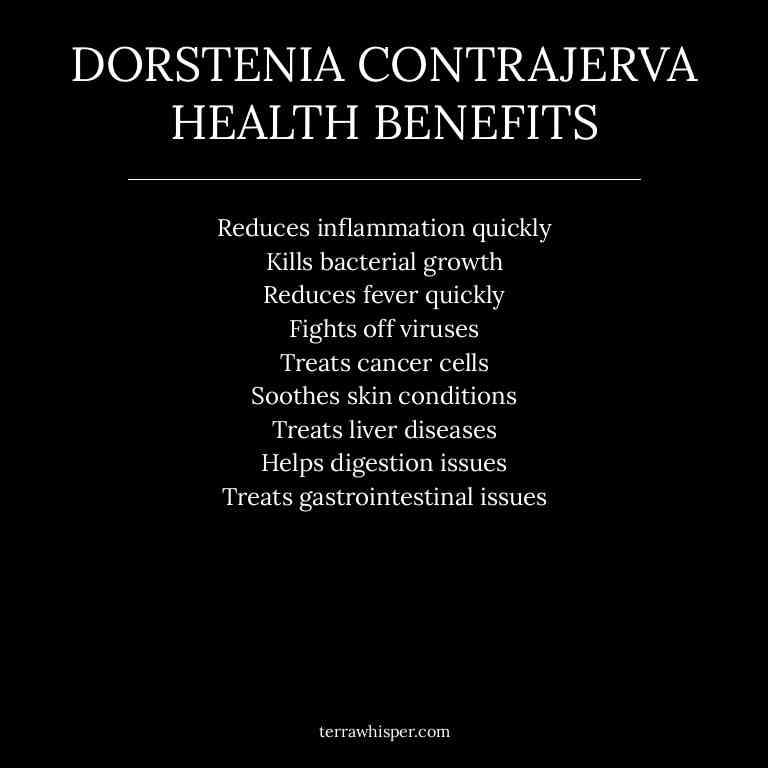 DORSTENIA CONTRAJERVA
HEALTH BENEFITS
Reduces inflammation quickly
Kills bacterial growth
Reduces fever quickly
Fights off viruses
Treats cancer cells
Soothes skin conditions
Treats liver diseases
Helps digestion issues
Treats gastrointestinal issues
terrawhisper.com